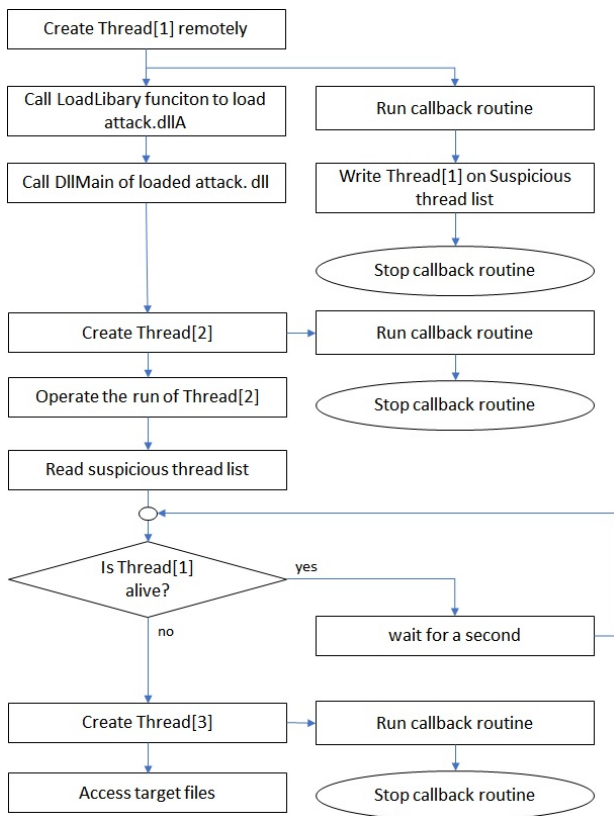 Create Thread[1] remotely
Call LoadLibary funciton to load
attack.dllA
Run callback routine
Call DllMain of loaded attack. dll
Write Thread[1] on Suspicious
thread list
Stop callback routine
Create Thread[2]
Run callback routine
Operate the run of Thread[2]
Stop callback routine
Read suspicious thread list
Is Thread[1]
alive?
yes
wait for a second
no
Create Thread[3]
Run callback routine
Access target files
Stop callback routine